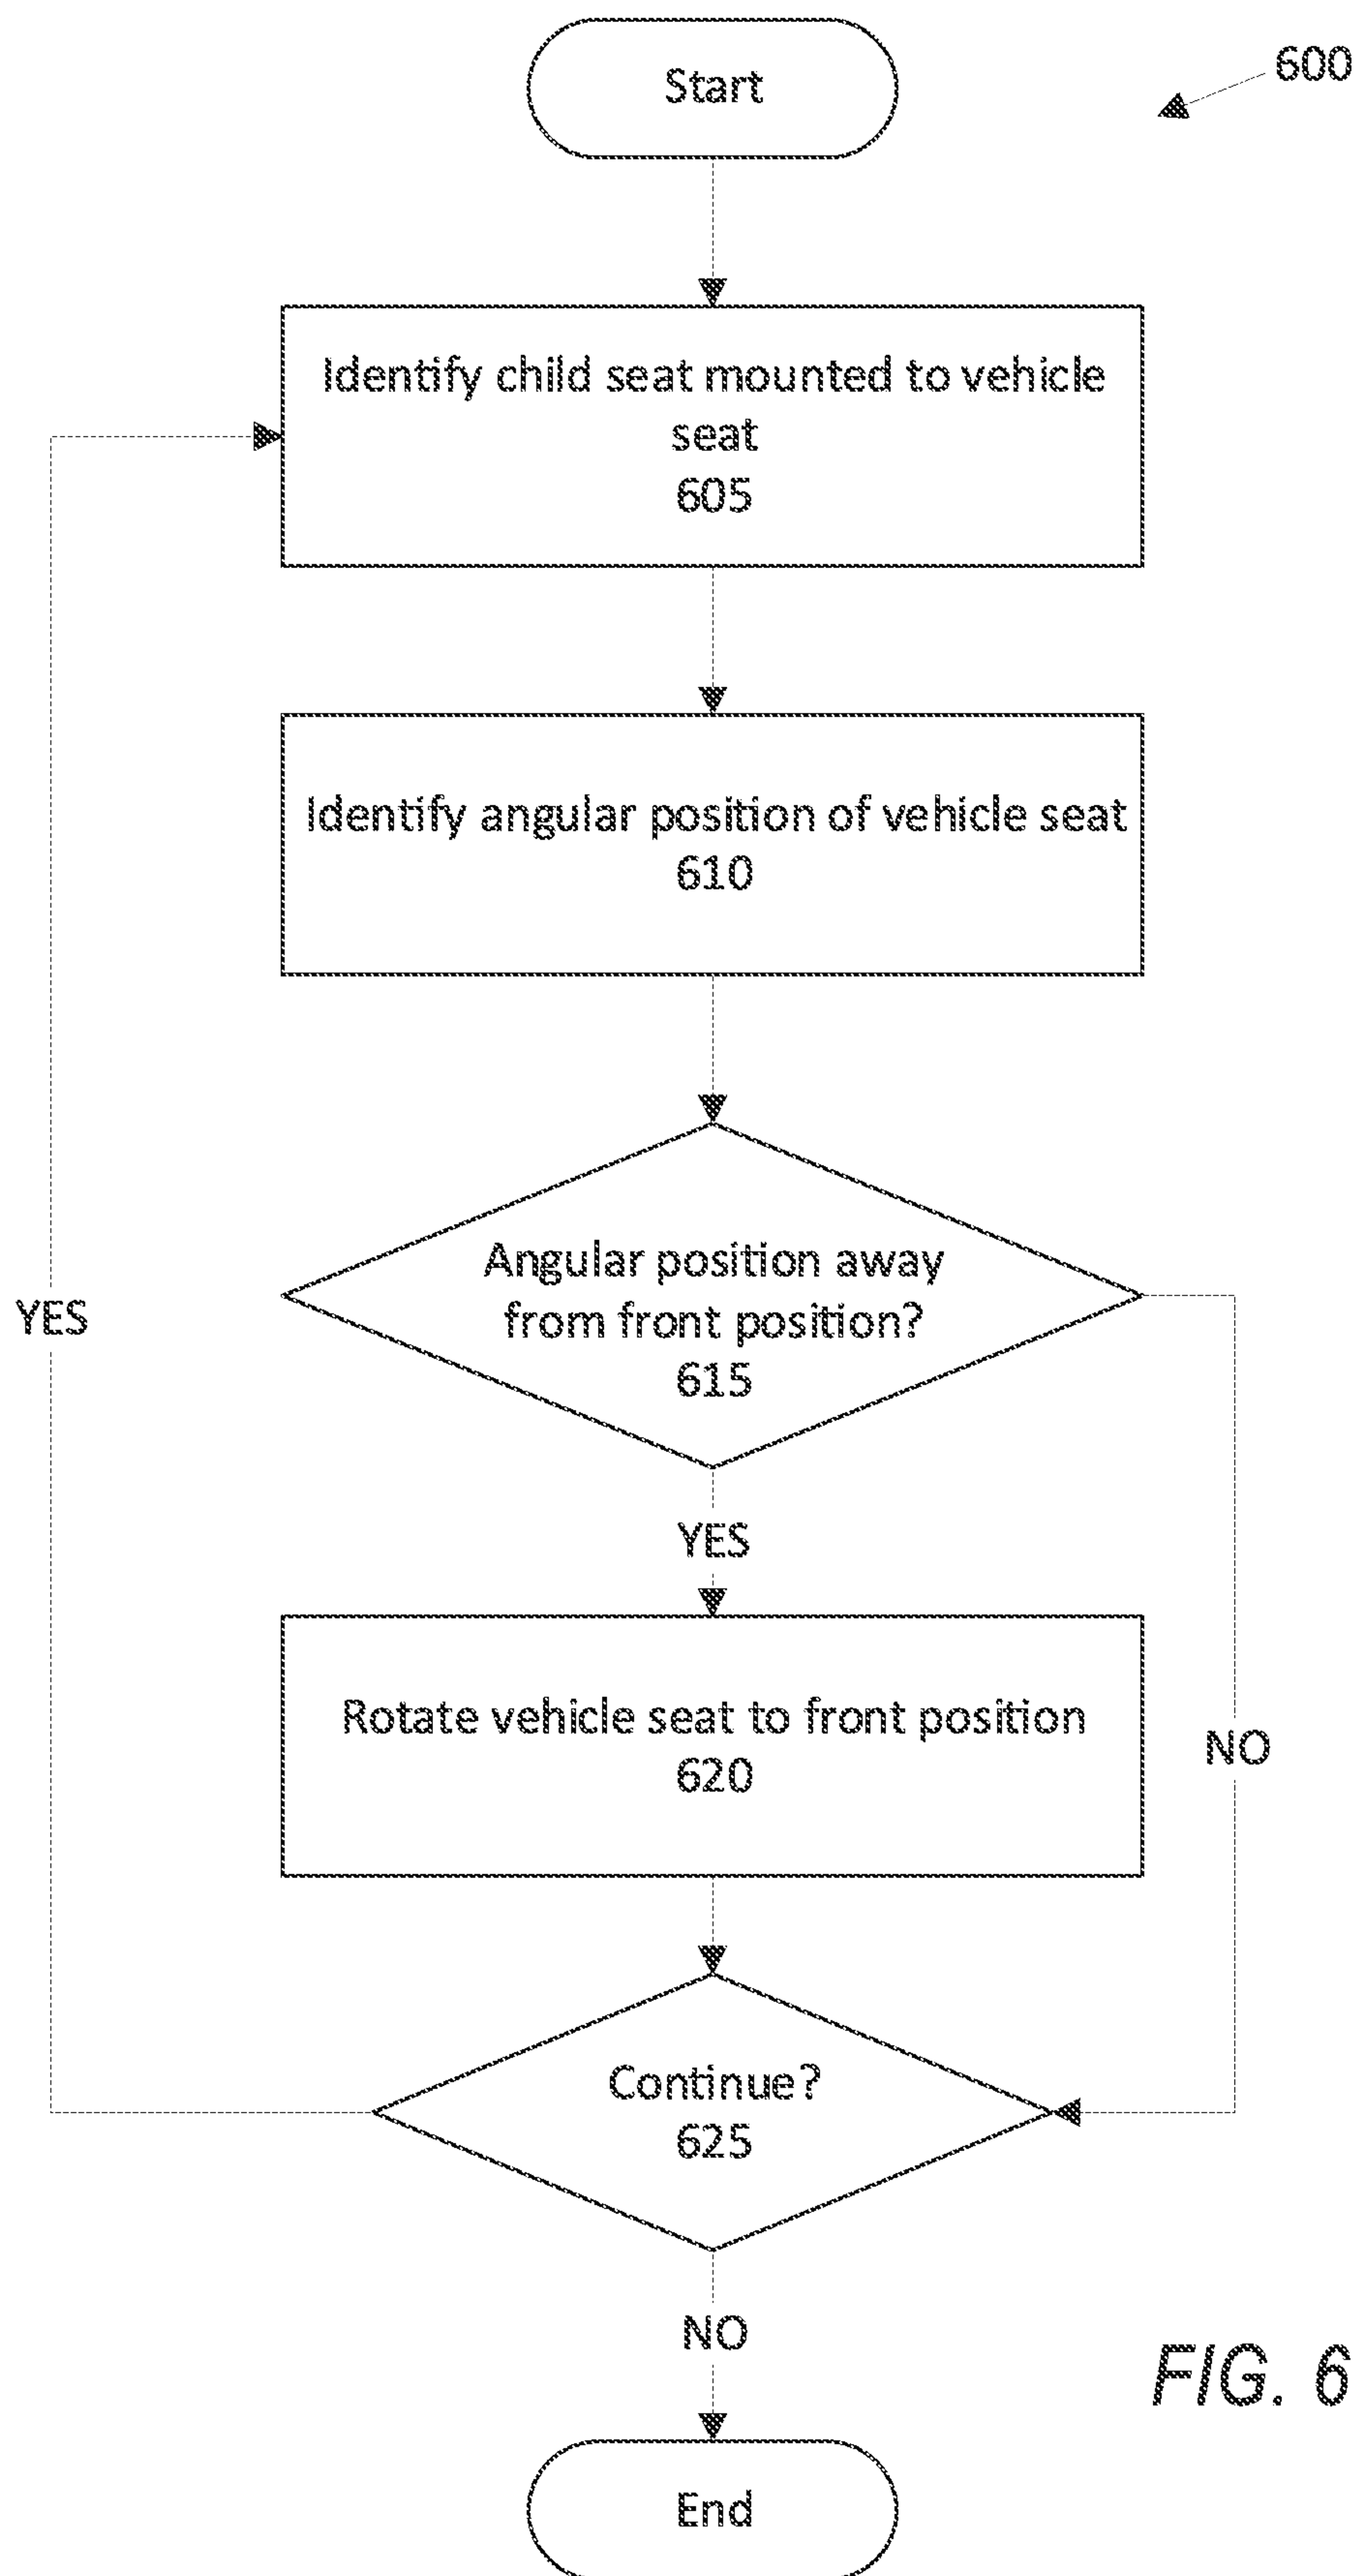 Start
600
Identify child seat mounted to vehicle
seat
605
Identify angular position of vehicle seat
610
Angular position away
from front position?
615
YES
YES
Rotate vehicle seat to front position
620
NO
Continue?
625
NO
FIG. 6
End